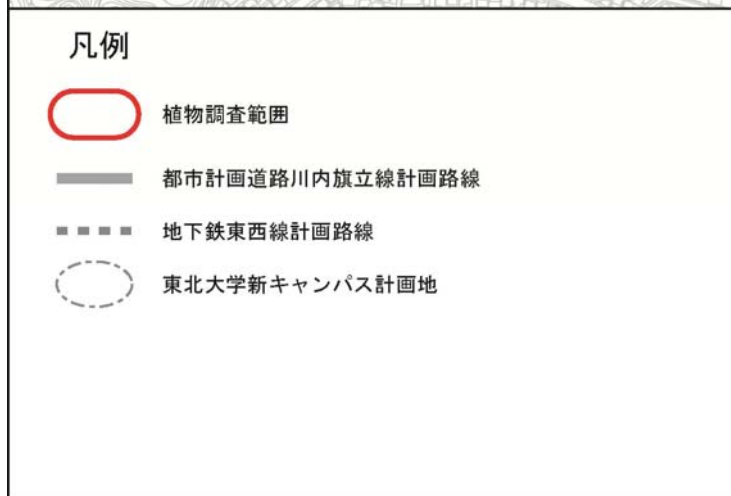 凡例
植物調査範囲
都市計画道路川内旗立線計画路線
地下鉄東西線計画路線
東北大学新キャンパス計画地